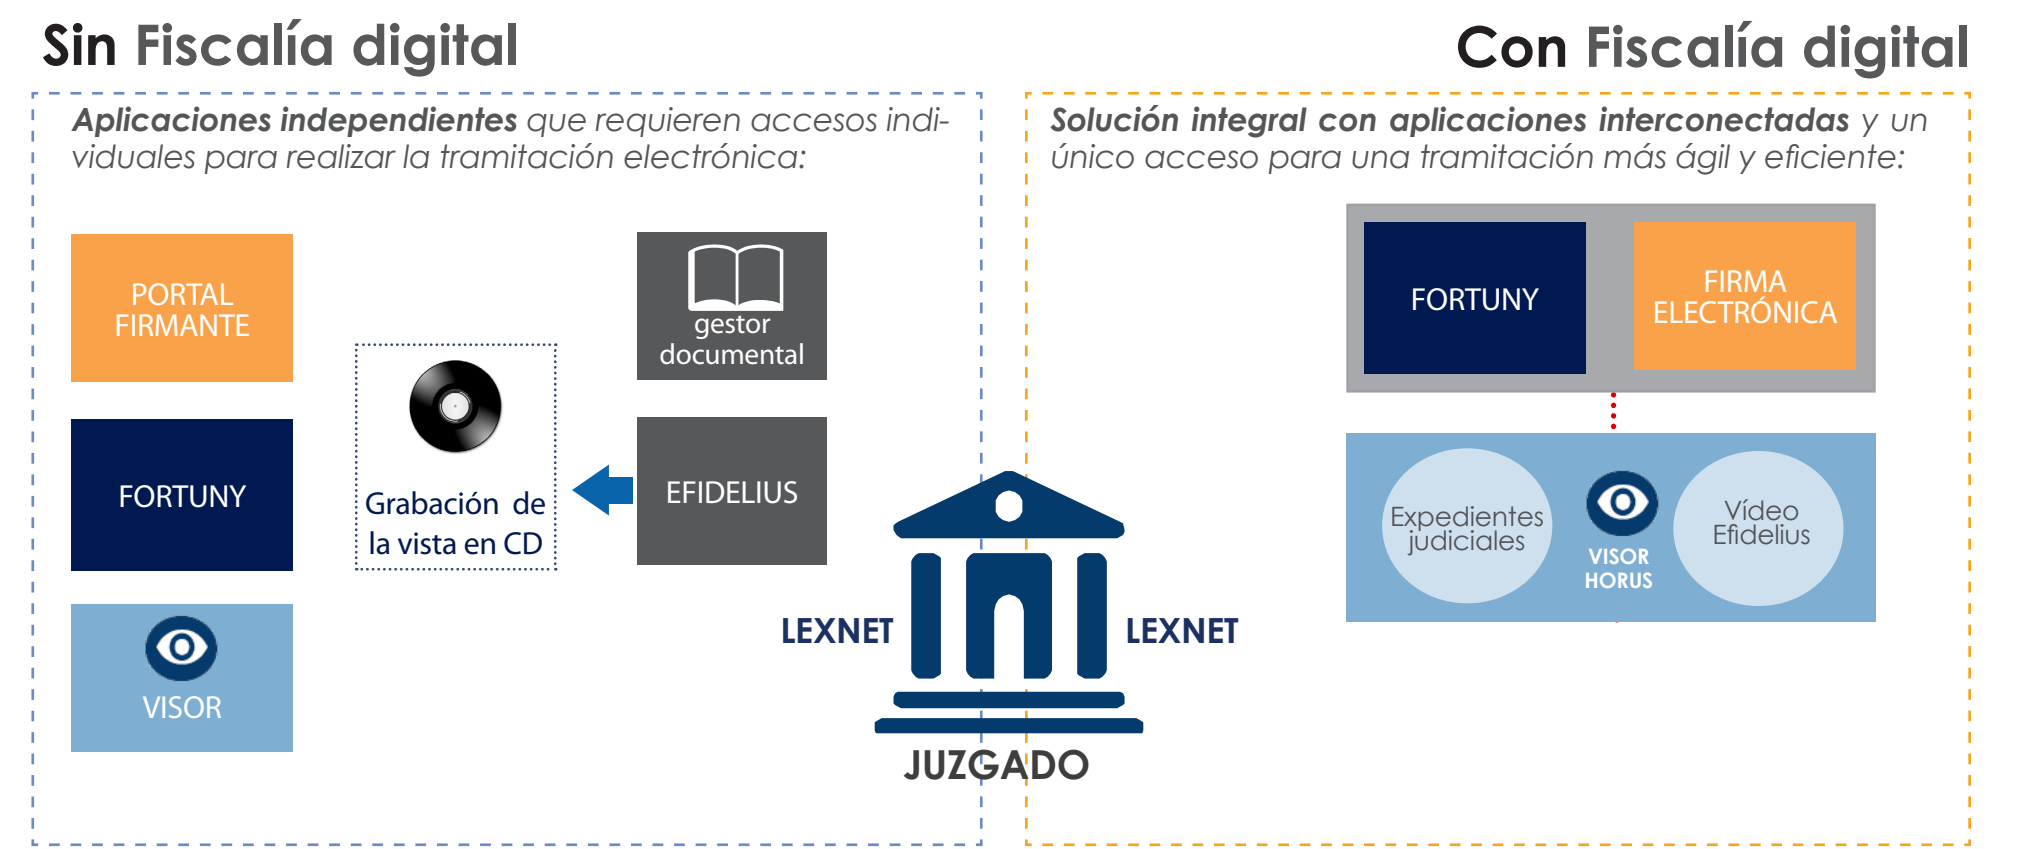 Sin Fiscalía digital
Aplicaciones independientes que requieren accesos indi-
viduales para realizar la tramitación electrónica:
PORTAL
FIRMANTE
FORTUNY
VISOR
Grabación de
la vista en CD
gestor
documental
EFIDELIUS
LEXNET
LEXNET
JUZGADO
Con Fiscalía digital
Solución integral con aplicaciones interconectadas y un
único acceso para una tramitación más ágil y eficiente:
FORTUNY
FIRMA
ELECTRÓNICA
Expedientes
judiciales
VISOR
HORUS
Vídeo
Efidelius